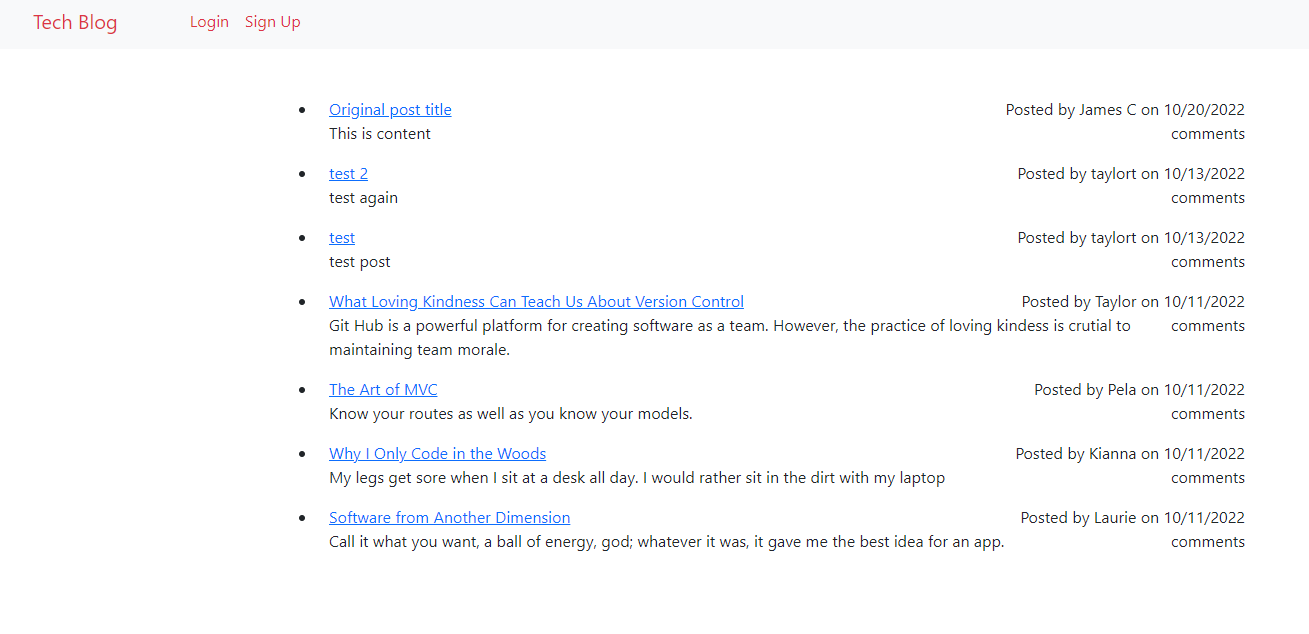 Tech Blog Login Sign Up
Original post title Posted by James C on 10/20/2022
This is content comments
test 2 Posted by taylort on 10/13/2022
test again comments
test Posted by taylort on 10/13/2022
test post comments
What Loving Kindness Can Teach Us About Version Control Posted by Taylor on 10/11/2022
Git Hub is a powerful platform for creating software as a team. However, the practice of loving kindess is crutial to comments
maintaining team morale.
The Art of MVC Posted by Pela on 10/11/2022
Know your routes as well as you know your models. comments
Why I Only Code in the Woods Posted by Kianna on 10/11/2022
My legs get sore when I sit at a desk all day. I would rather sit in the dirt with my laptop comments
Software from Another Dimension Posted by Laurie on 10/11/2022
Call it what you want, a ball of energy, god; whatever it was, it gave me the best idea for an app. comments